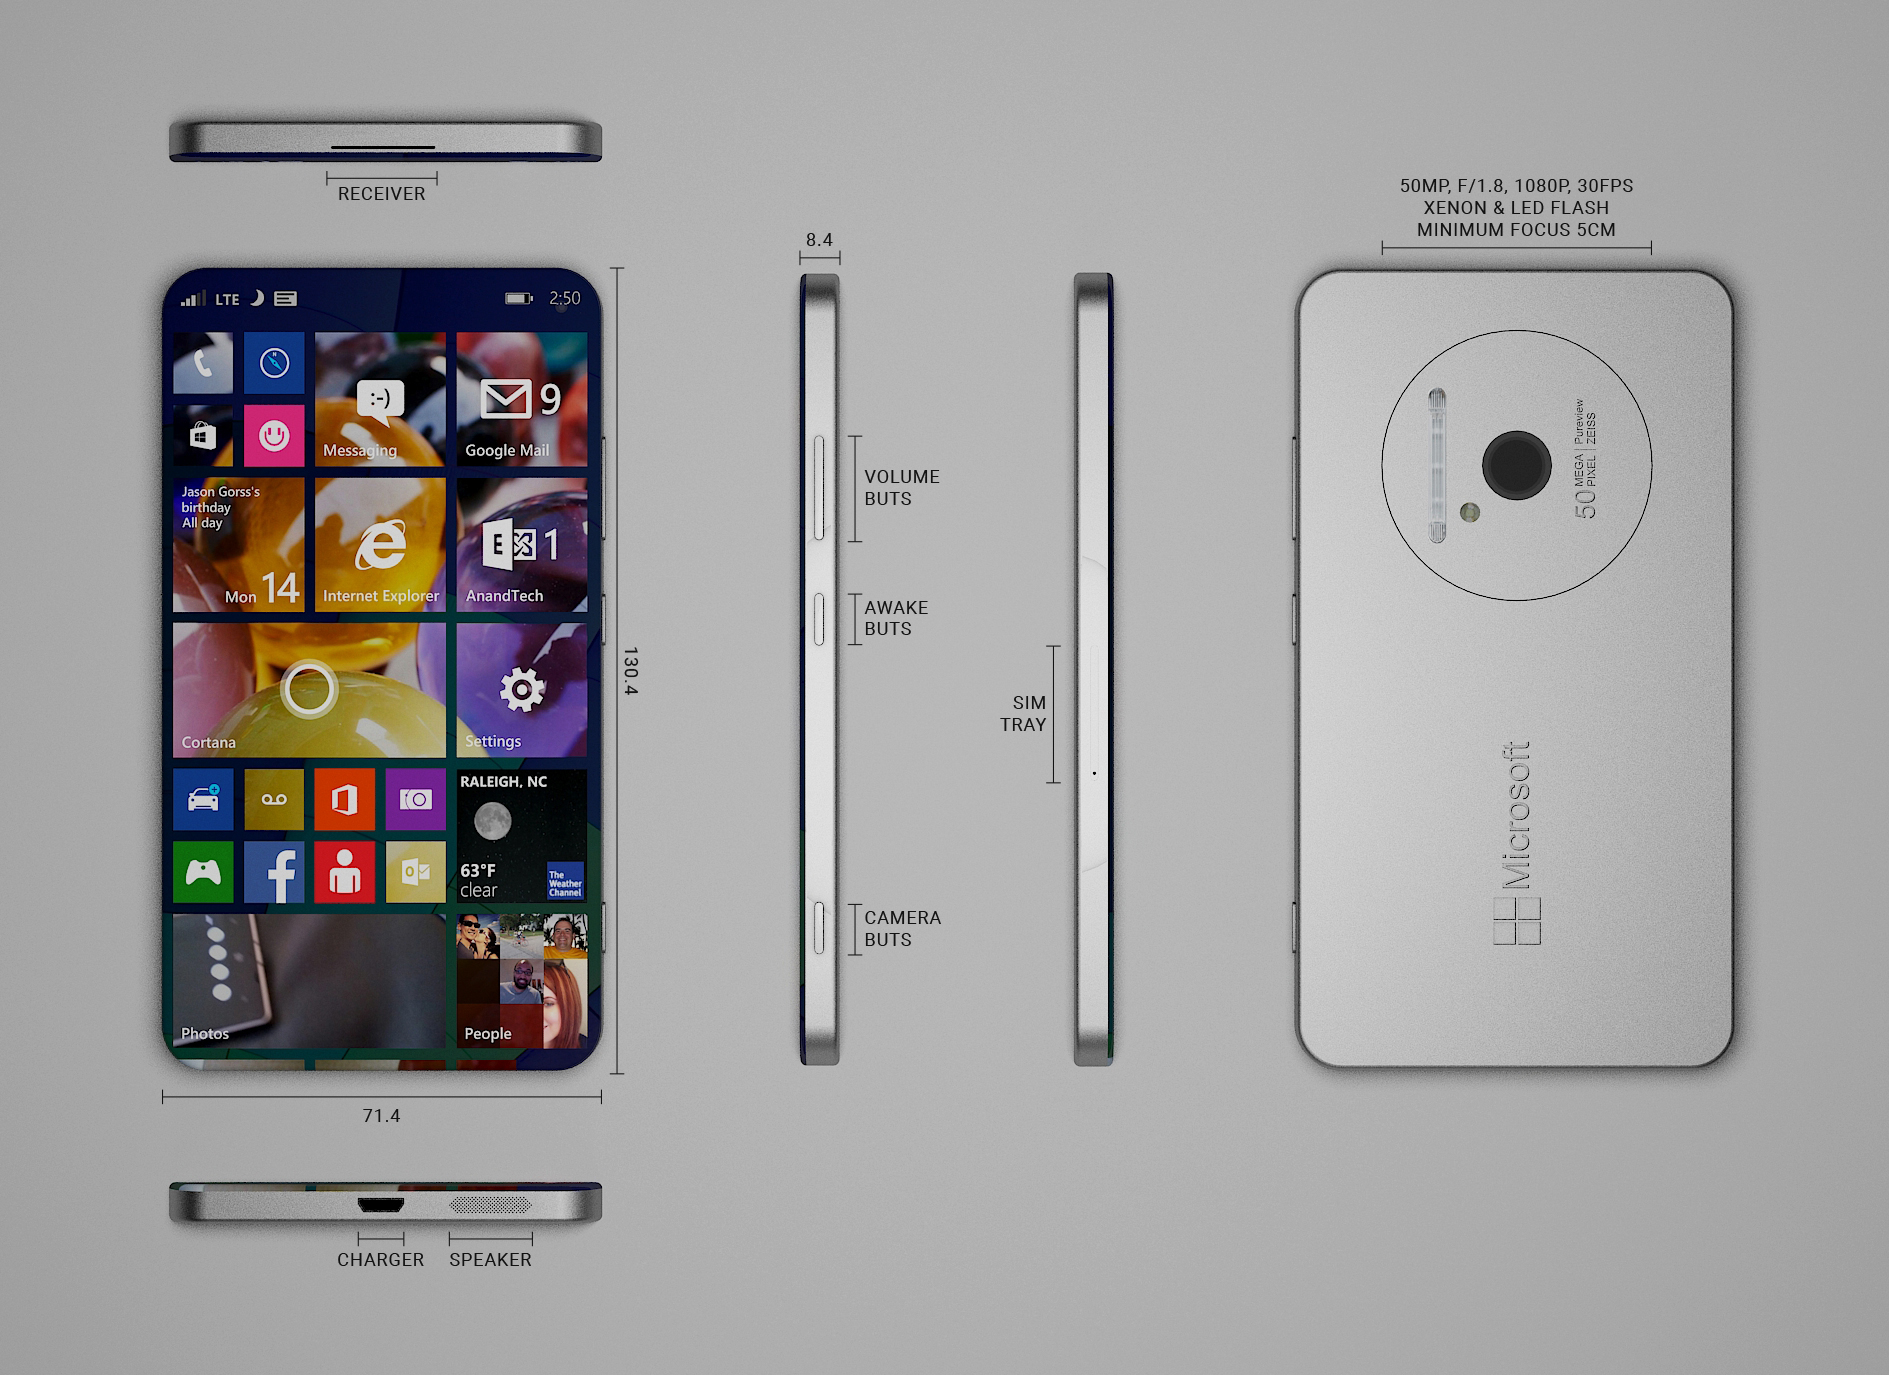 RECEIVER
50MP, F/1.8, 1080P, 30FPS
XENON & LED FLASH
MINIMUM FOCUS 5CM
8.4
LTE
2:50
Messaging
9
Google Mail
Jason Gorss's
birthday
All day
Mon 14
Internet Explorer
E
1
AnandTech
Cortana
Settings
RALEIGH, NC
63°F
clear
The
Weather
Channel
Photos
People
130.4
71.4
VOLUME
BUTS
AWAKE
BUTS
CAMERA
BUTS
SIM
TRAY
50 MEGA PIXEL
Pureview
ZEISS
Microsoft
CHARGER
SPEAKER